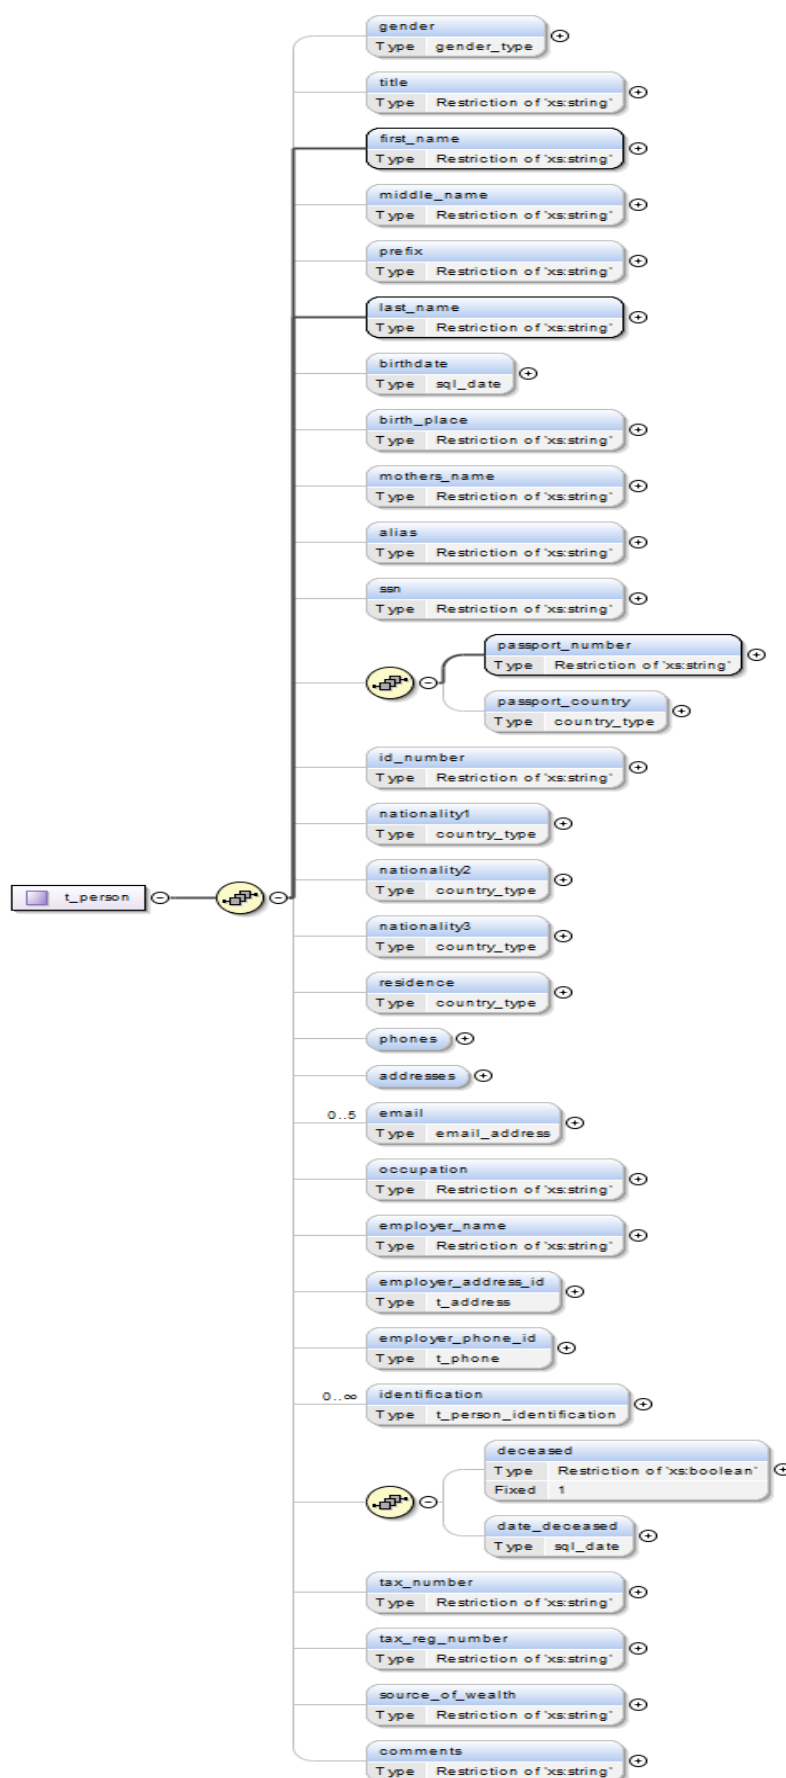 gender
Type gender_type
title
Type Restriction of 'xs:string'
first_name
Type Restriction of 'xs:string'
middle_name
Type Restriction of 'xs:string'
prefix
Type Restriction of 'xs:string'
last_name
Type Restriction of 'xs:string'
birthdate
Type sql_date
birth_place
Type Restriction of 'xs:string'
mothers_name
Type Restriction of 'xs:string'
alias
Type Restriction of 'xs:string'
ssn
Type Restriction of 'xs:string'
passport_number
Type Restriction of 'xs:string'
passport_country
Type country_type
id_number
Type Restriction of 'xs:string'
nationality1
Type country_type
nationality2
Type country_type
t_person
nationality3
Type country_type
residence
Type country_type
phones
addresses
0..5 email
Type email_address
occupation
Type Restriction of 'xs:string'
employer_name
Type Restriction of 'xs:string'
employer_address_id
Type t_address
employer_phone_id
Type t_phone
0..∞ identification
Type t_person_identification
deceased
Type Restriction of 'xs:boolean'
Fixed 1
date_deceased
Type sql_date
tax_number
Type Restriction of 'xs:string'
tax_reg_number
Type Restriction of 'xs:string'
source_of_wealth
Type Restriction of 'xs:string'
comments
Type Restriction of 'xs:string'